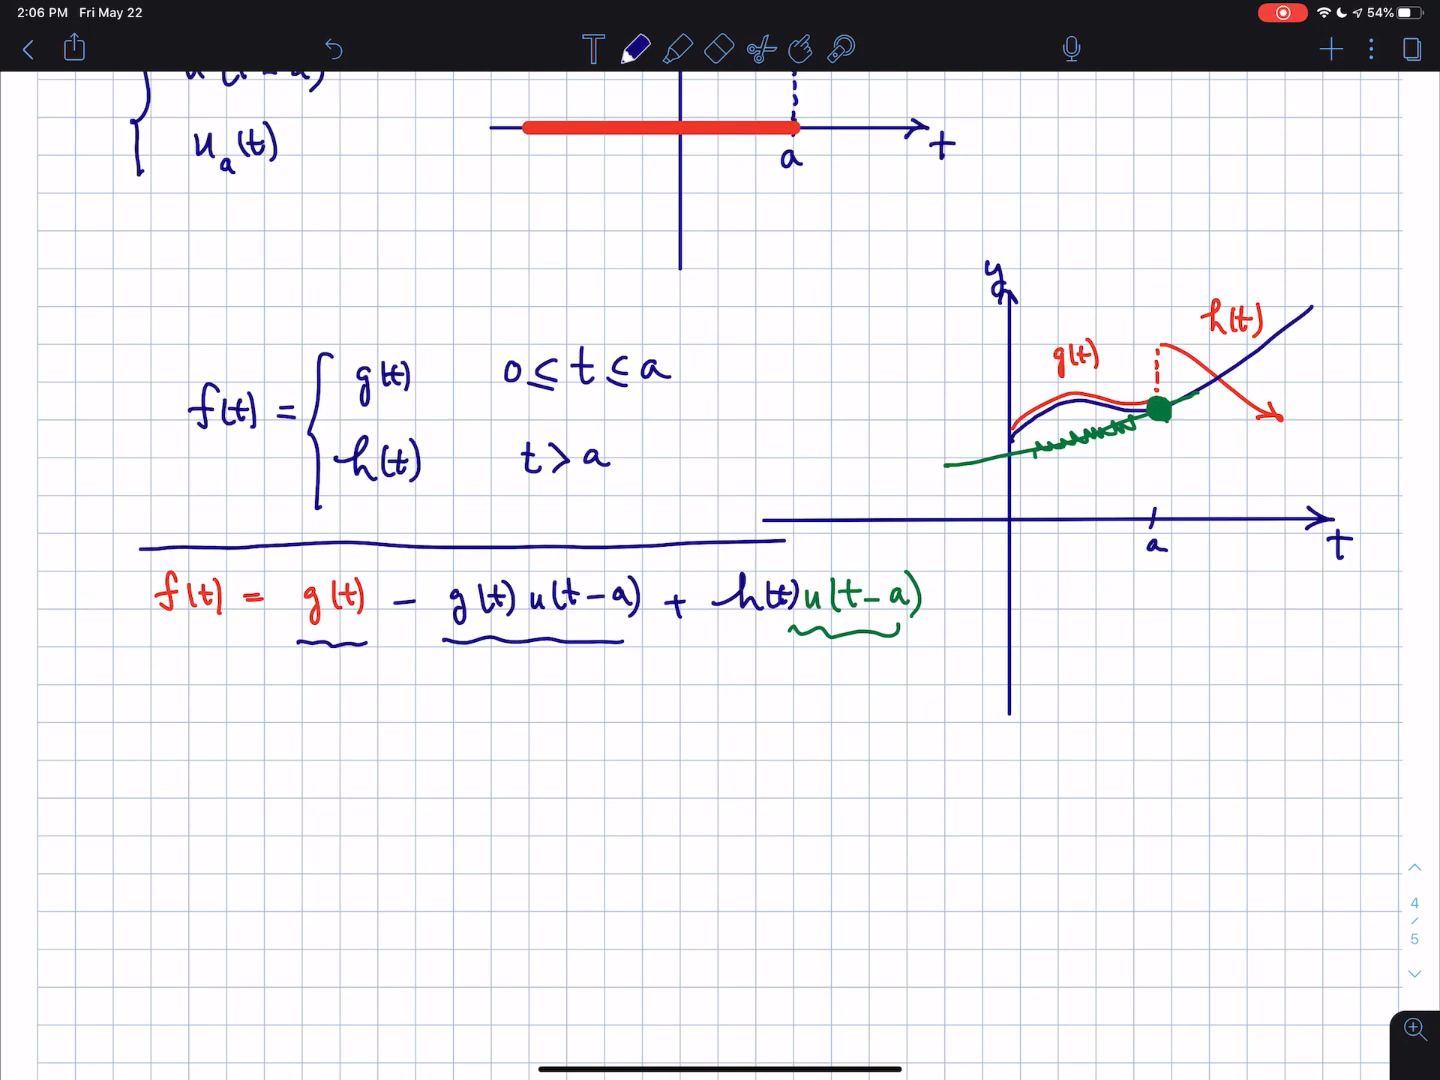 2:06 PM Fri May 22
54%
u_a(t)
t
a
y
h(t)
g(t)
f(t) = { g(t) 0 ≤ t ≤ a
h(t) t > a
a
t
f(t) = g(t) - g(t) u(t-a) + h(t) u(t-a)
4
/
5